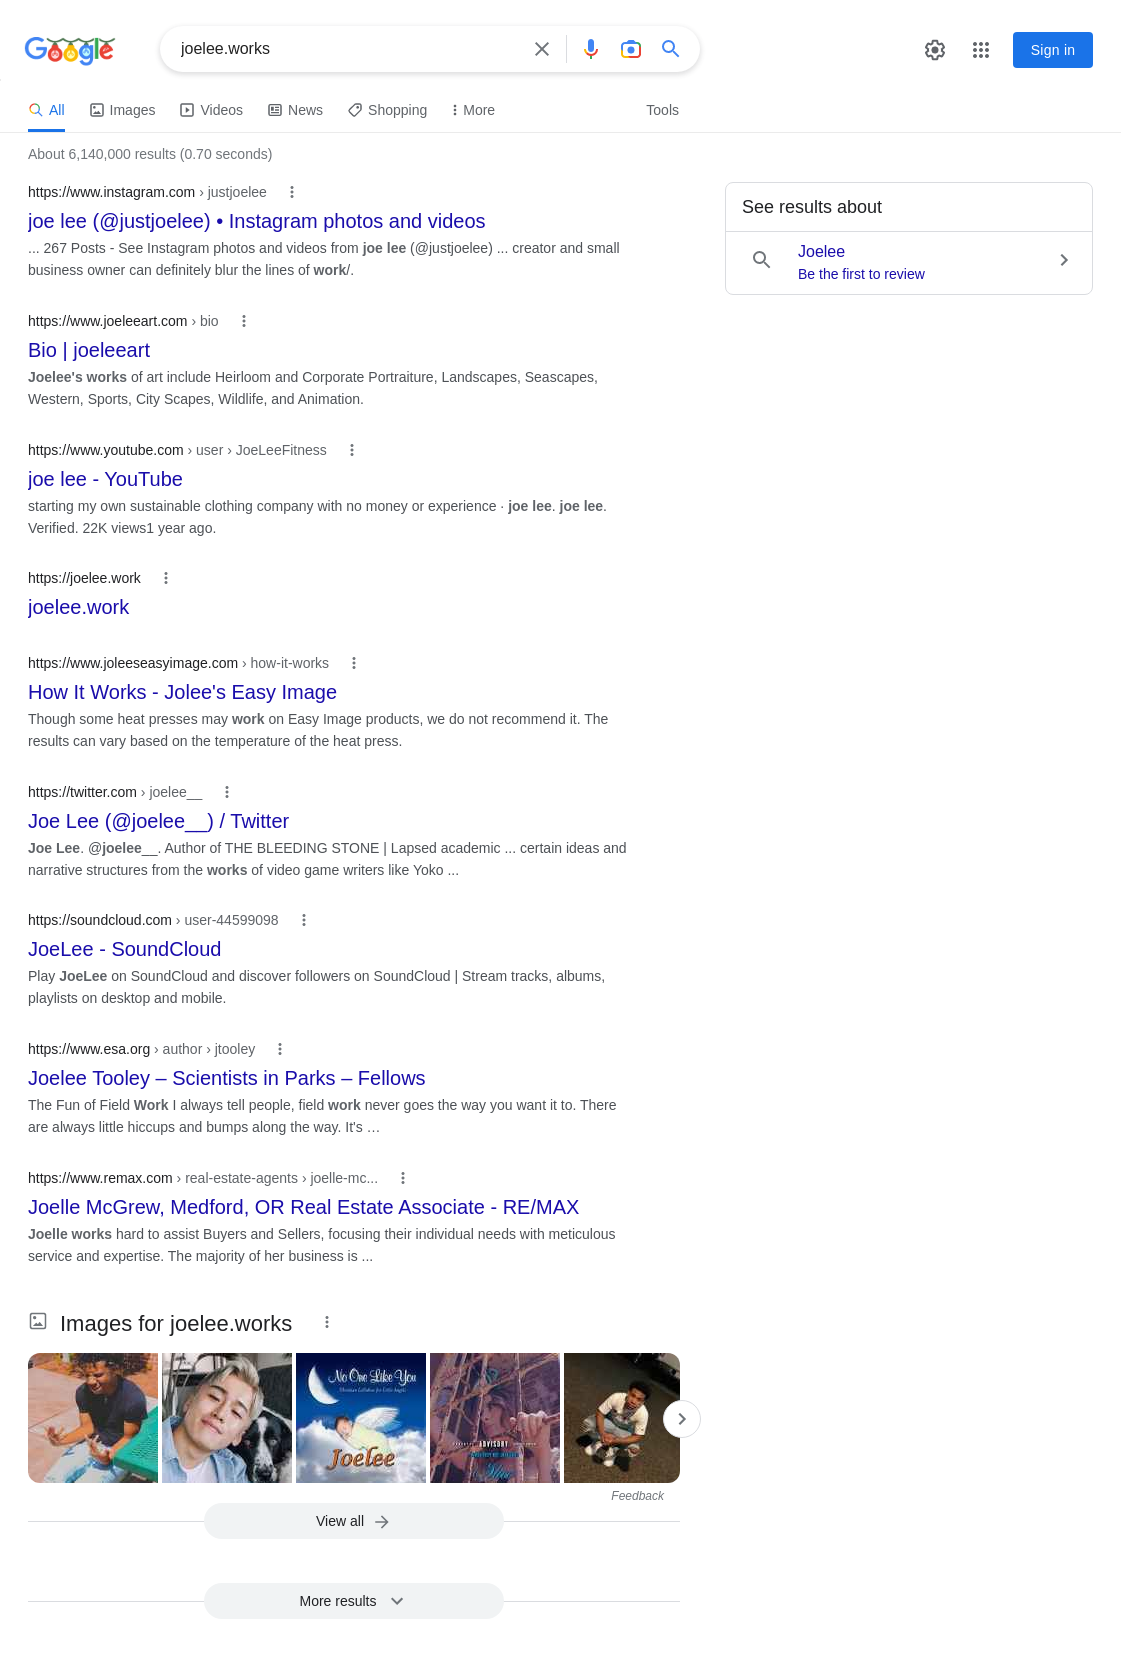 Google
joelee.works
Sign in
All
Images
Videos
News
Shopping
More
Tools
About 6,140,000 results (0.70 seconds)
https://www.instagram.com › justjoelee
joe lee (@justjoelee) • Instagram photos and videos
... 267 Posts - See Instagram photos and videos from joe lee (@justjoelee) ... creator and small
business owner can definitely blur the lines of work/.
https://www.joeleeart.com › bio
Bio | joeleeart
Joelee's works of art include Heirloom and Corporate Portraiture, Landscapes, Seascapes,
Western, Sports, City Scapes, Wildlife, and Animation.
https://www.youtube.com › user › JoeLeeFitness
joe lee - YouTube
starting my own sustainable clothing company with no money or experience · joe lee. joe lee.
Verified. 22K views1 year ago.
https://joelee.work
joelee.work
https://www.joleeseasyimage.com › how-it-works
How It Works - Jolee's Easy Image
Though some heat presses may work on Easy Image products, we do not recommend it. The
results can vary based on the temperature of the heat press.
https://twitter.com › joelee__
Joe Lee (@joelee__) / Twitter
Joe Lee. @joelee__. Author of THE BLEEDING STONE | Lapsed academic ... certain ideas and
narrative structures from the works of video game writers like Yoko ...
https://soundcloud.com › user-44599098
JoeLee - SoundCloud
Play JoeLee on SoundCloud and discover followers on SoundCloud | Stream tracks, albums,
playlists on desktop and mobile.
https://www.esa.org › author › jtooley
Joelee Tooley – Scientists in Parks – Fellows
The Fun of Field Work I always tell people, field work never goes the way you want it to. There
are always little hiccups and bumps along the way. It's …
https://www.remax.com › real-estate-agents › joelle-mc...
Joelle McGrew, Medford, OR Real Estate Associate - RE/MAX
Joelle works hard to assist Buyers and Sellers, focusing their individual needs with meticulous
service and expertise. The majority of her business is ...
Images for joelee.works
No One Like You
Christian Lullabies for Little Angels
Joelee
ADVISORY
Feedback
View all
More results
See results about
Joelee
Be the first to review